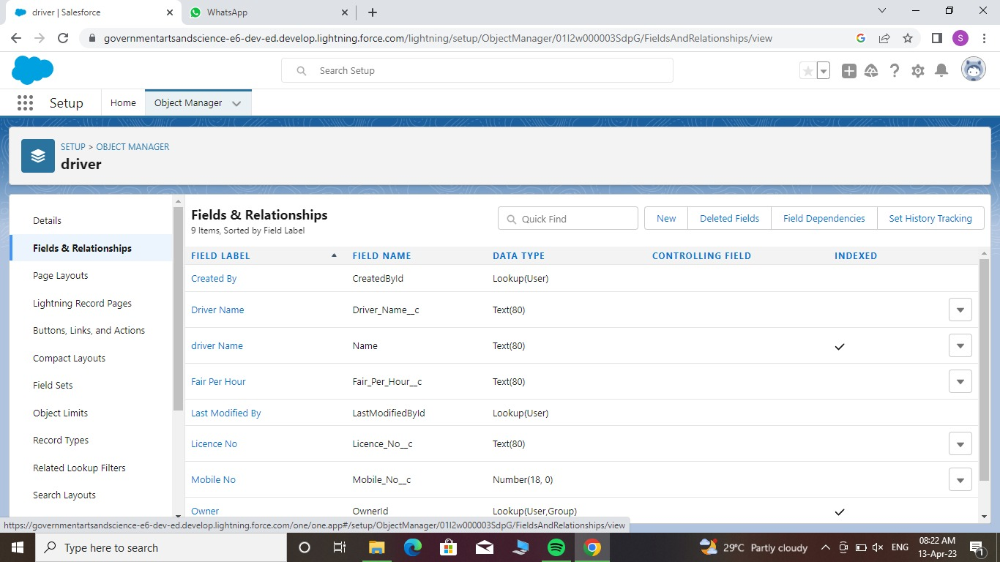 driver | Salesforce
WhatsApp
governmentartsandscience-e6-dev-ed.develop.lightning.force.com/lightning/setup/ObjectManager/01I2w000003SdpG/FieldsAndRelationships/view
S
Search Setup
Setup
Home
Object Manager
SETUP > OBJECT MANAGER
driver
Details
Fields & Relationships
Page Layouts
Lightning Record Pages
Buttons, Links, and Actions
Compact Layouts
Field Sets
Object Limits
Record Types
Related Lookup Filters
Search Layouts
Fields & Relationships
9 Items, Sorted by Field Label
Quick Find
New
Deleted Fields
Field Dependencies
Set History Tracking
FIELD LABEL FIELD NAME DATA TYPE CONTROLLING FIELD INDEXED
Created By CreatedById Lookup(User)
Driver Name Driver_Name__c Text(80)
driver Name Name Text(80)
Fair Per Hour Fair_Per_Hour__c Text(80)
Last Modified By LastModifiedById Lookup(User)
Licence No Licence_No__c Text(80)
Mobile No Mobile_No__c Number(18, 0)
Owner OwnerId Lookup(User,Group)
https://governmentartsandscience-e6-dev-ed.develop.lightning.force.com/one/one.app#/setup/ObjectManager/01I2w000003SdpG/FieldsAndRelationships/view
Type here to search
29°C Partly cloudy
ENG
08:22 AM
13-Apr-23
1